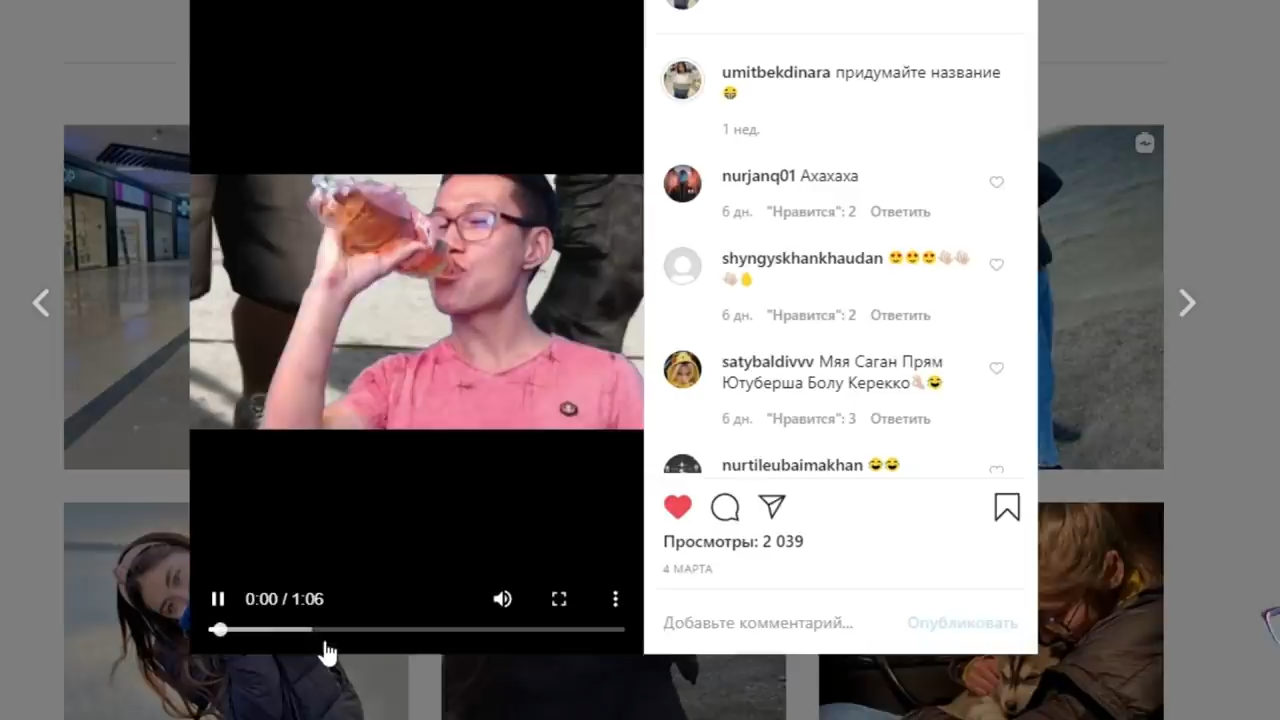 umitbekdinara придумайте название
😂
1 нед.
nurjanq01 Ахахаха
6 дн. "Нравится": 2 Ответить
shyngyskhankhaudan 😍😍😍👏🏻👏🏻
👏🏻👏
6 дн. "Нравится": 2 Ответить
satybaldivvv Мяя Саган Прям
Ютуберша Болу Керекко👌🏻😂
6 дн. "Нравится": 3 Ответить
nurtileubaimakhan 😂😂
Просмотры: 2 039
4 МАРТА
0:00 / 1:06
Добавьте комментарий... Опубликовать